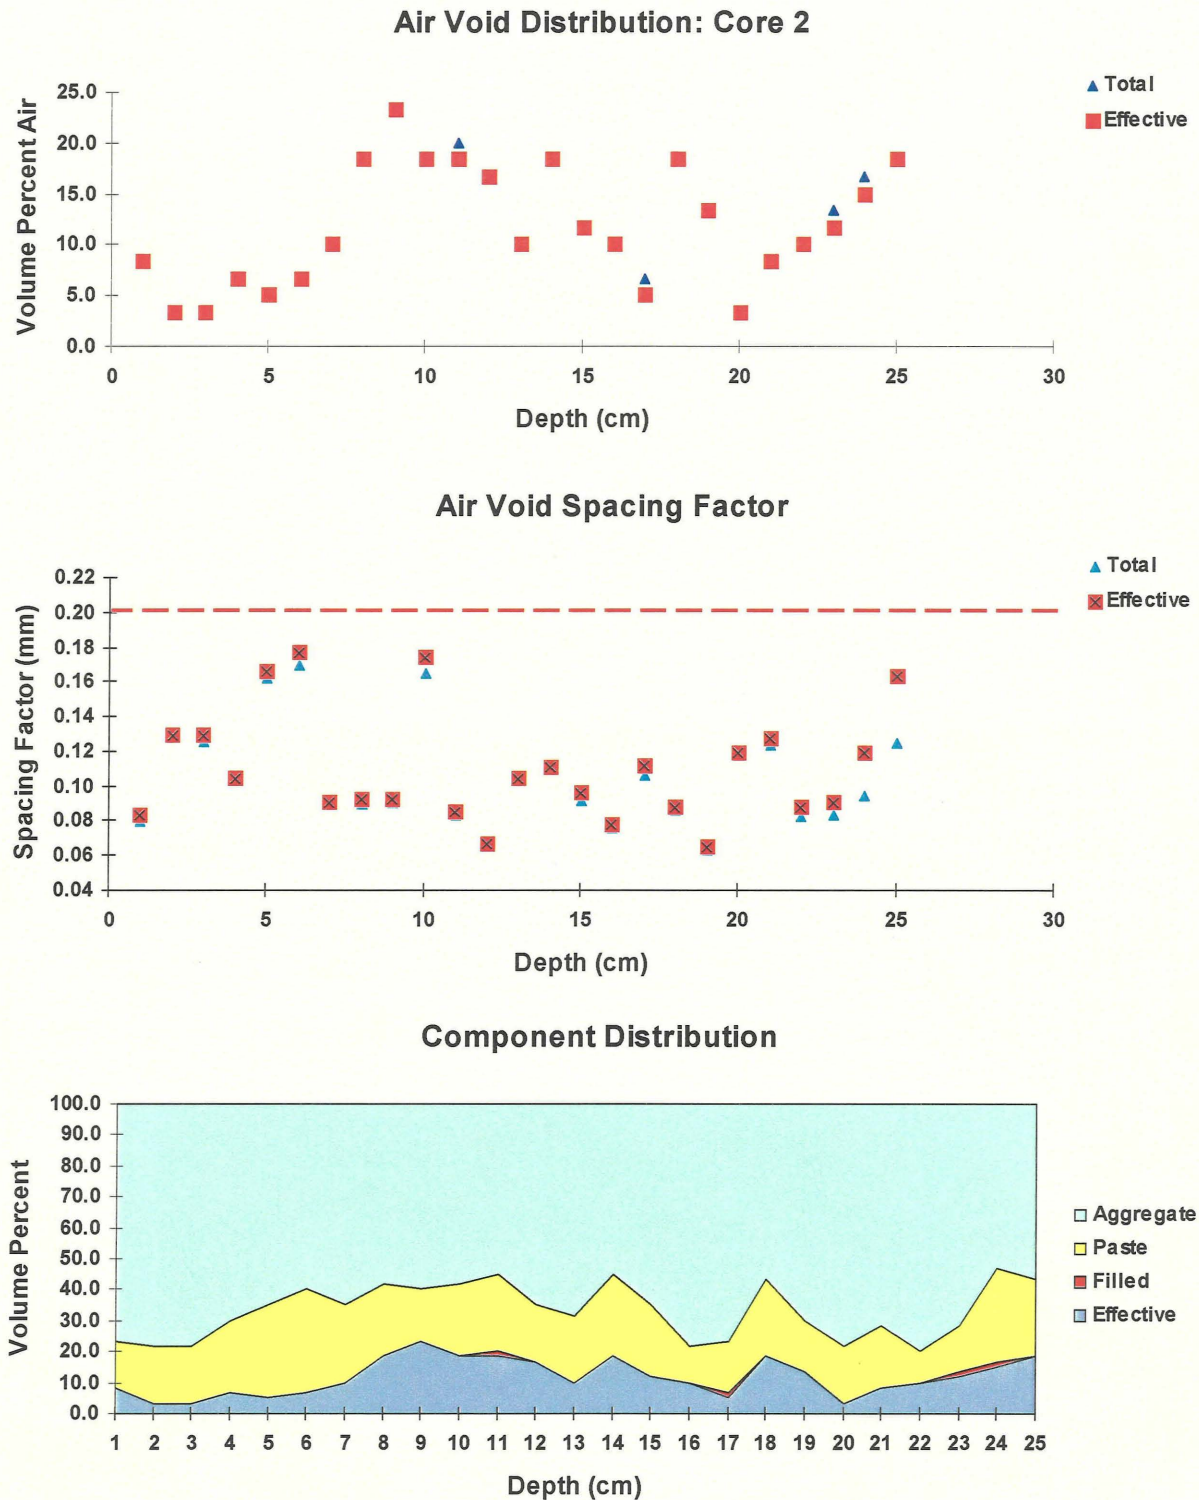 Air Void Distribution: Core 2
Volume Percent Air
25.0
20.0
15.0
10.0
5.0
0.0
0 5 10 15 20 25 30
Depth (cm)
Total
Effective
Air Void Spacing Factor
Spacing Factor (mm)
0.22
0.20
0.18
0.16
0.14
0.12
0.10
0.08
0.06
0.04
0 5 10 15 20 25 30
Depth (cm)
Total
Effective
Component Distribution
Volume Percent
100.0
90.0
80.0
70.0
60.0
50.0
40.0
30.0
20.0
10.0
0.0
1 2 3 4 5 6 7 8 9 10 11 12 13 14 15 16 17 18 19 20 21 22 23 24 25
Depth (cm)
Aggregate
Paste
Filled
Effective